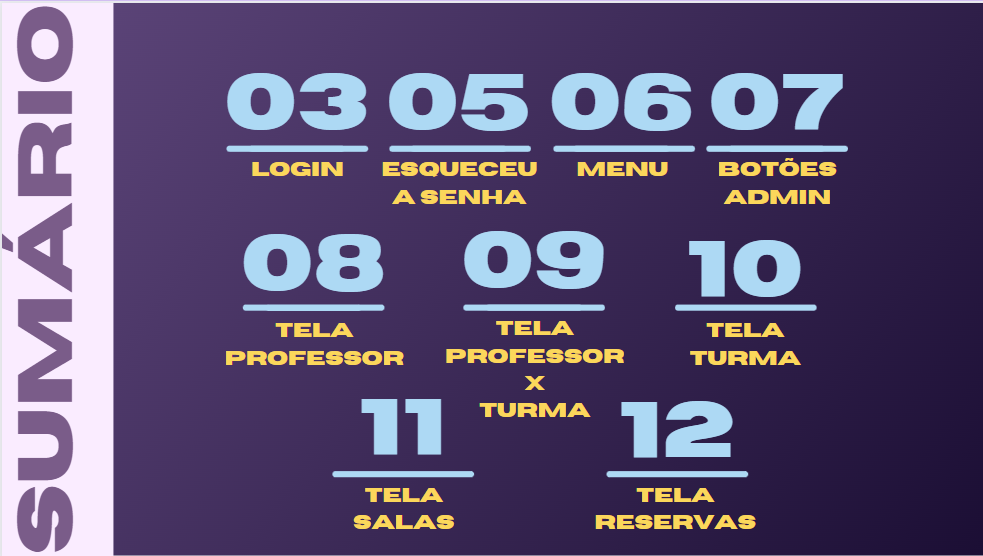 SUMÁRIO
03 05 06 07
LOGIN ESQUECEU A SENHA MENU BOTÕES ADMIN
08 09 10
TELA PROFESSOR TELA PROFESSOR X TURMA TELA TURMA
11 12
TELA SALAS TELA RESERVAS